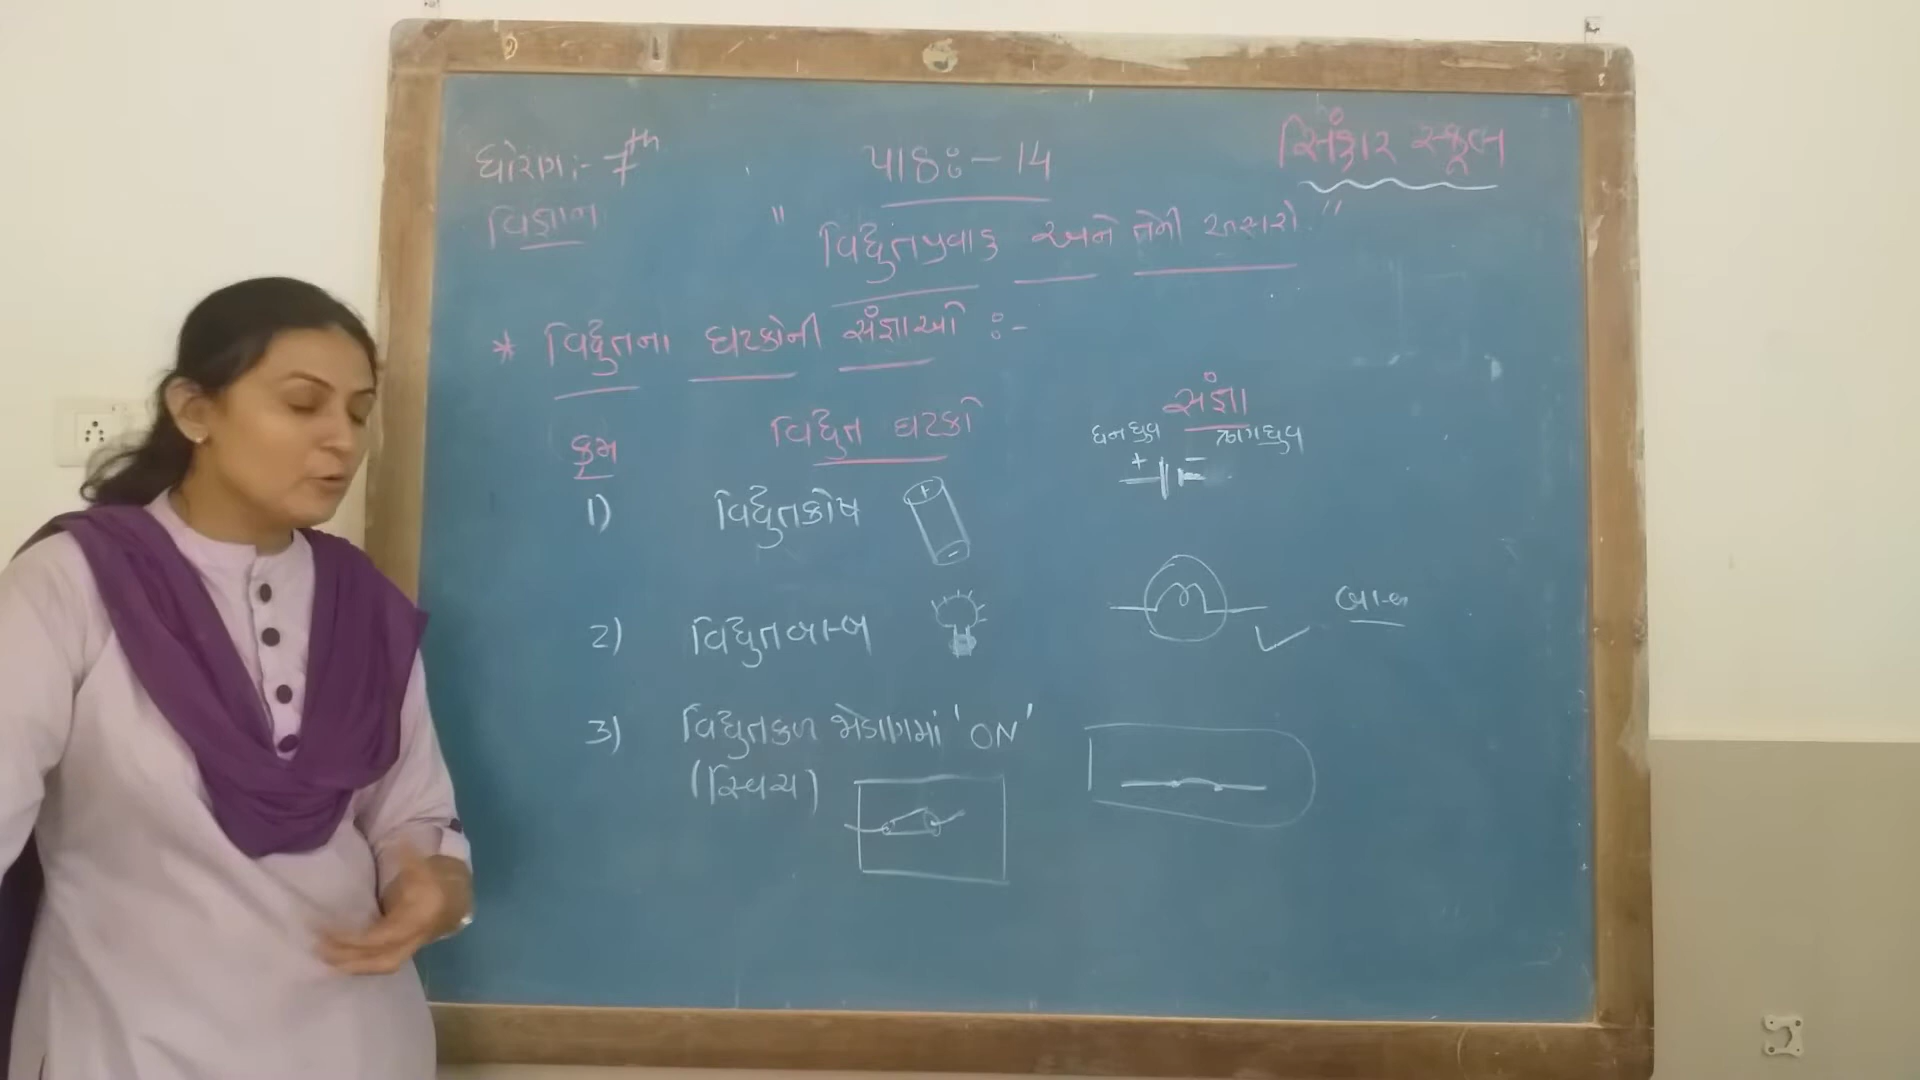 ધોરણ:- 7th
પાઠઃ- 14
સ્કૂલ
વિજ્ઞાન
" વિદ્યુતપ્રવાહ અને તેની અસરો "
* વિદ્યુતના ઘટકોની સંજ્ઞાઓ :-
ક્રમ વિદ્યુત ઘટકો સંજ્ઞા
ધન ધ્રુવ ઋણધ્રુવ
+ -
1) વિદ્યુતકોષ + -
2) વિદ્યુતબલ્બ બલ્બ
3) વિદ્યુતકળ જોડાણમાં 'ON'
(સ્વિચ)